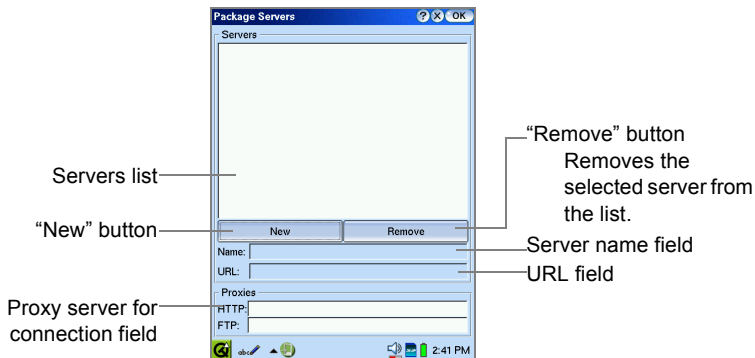 Package Servers
? X OK
Servers
"Remove" button
Removes the
selected server from
the list.
Servers list
"New" button
New
Remove
Server name field
Name:
URL:
URL field
Proxies
Proxy server for
connection field
HTTP:
FTP:
abc
2:41 PM